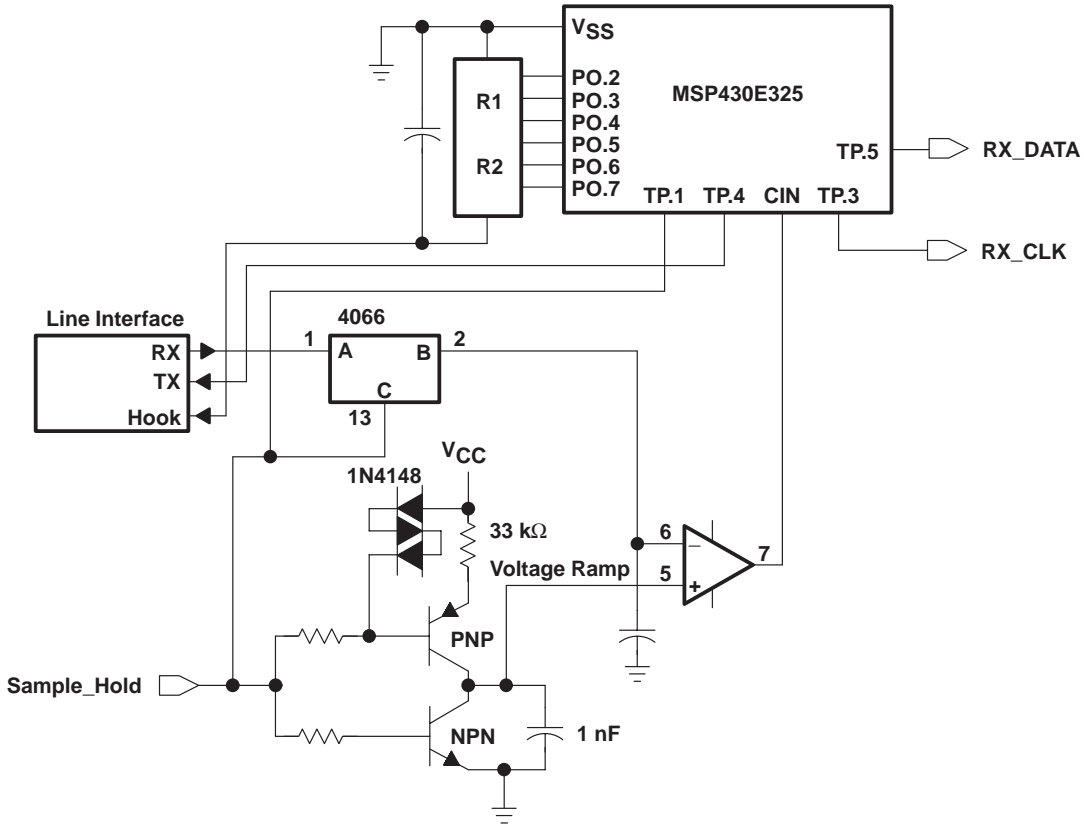 VSS
MSP430E325
PO.2
PO.3
PO.4
PO.5
PO.6
PO.7
R1
R2
TP.5
RX_DATA
TP.1 TP.4 CIN TP.3
RX_CLK
Line Interface
RX
TX
Hook
4066
1
A
B
2
C
13
VCC
1N4148
33 kΩ
Voltage Ramp
6
–
5
+
7
PNP
Sample_Hold
NPN
1 nF